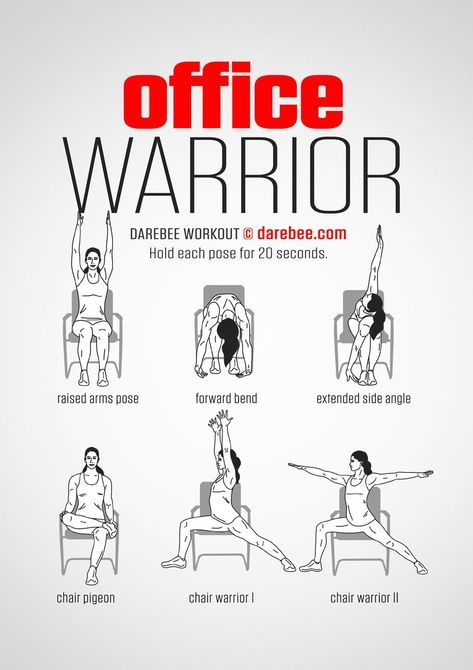 office
WARRIOR
DAREBEE WORKOUT © darebee.com
Hold each pose for 20 seconds.
raised arms pose
forward bend
extended side angle
chair pigeon
chair warrior I
chair warrior II